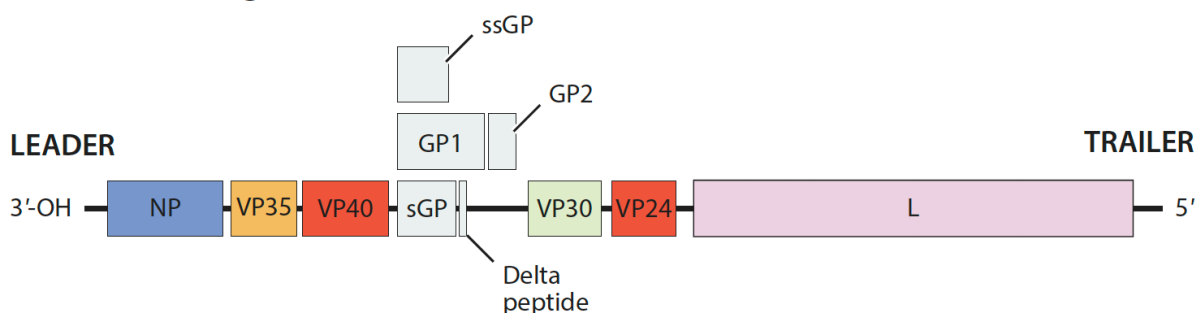 ssGP
GP2
GP1
LEADER
TRAILER
3′-OH
NP
VP35
VP40
sGP
VP30
VP24
L
5′
Delta
peptide